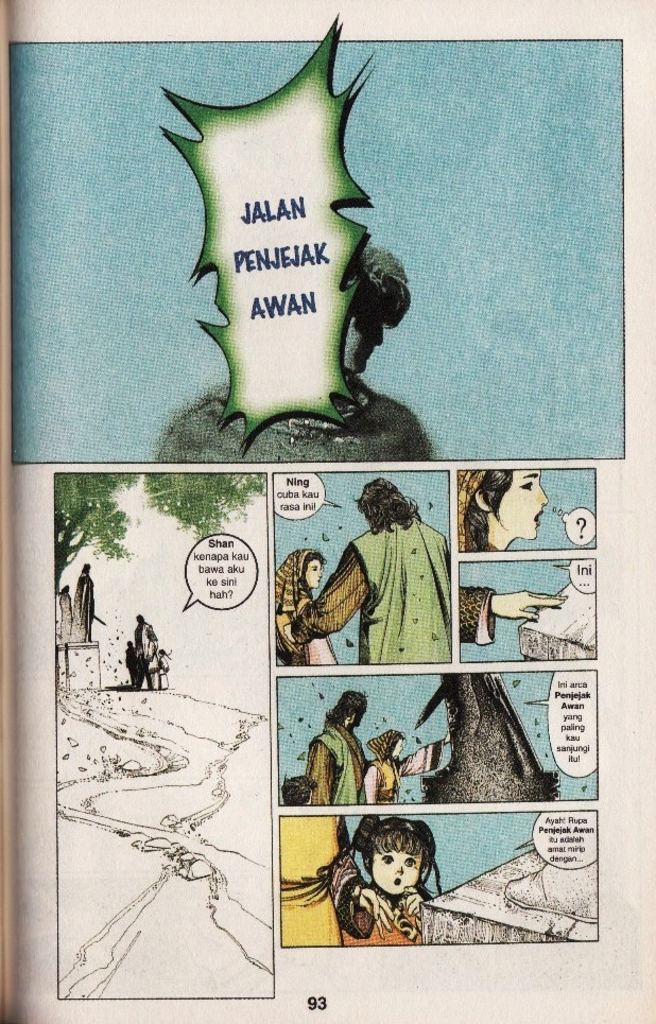 JALAN
PENJEJAK
AWAN
Shan
kenapa kau
bawa aku
ke sini
hah?
Ning
cuba kau
rasa ini!
?
Ini
...
Ini arca
Penjejak
Awan
yang
paling
kau
sanjungi
itu!
Ayah! Rupa
Penjejak Awan
itu adalah
amat mirip
dengan...
93